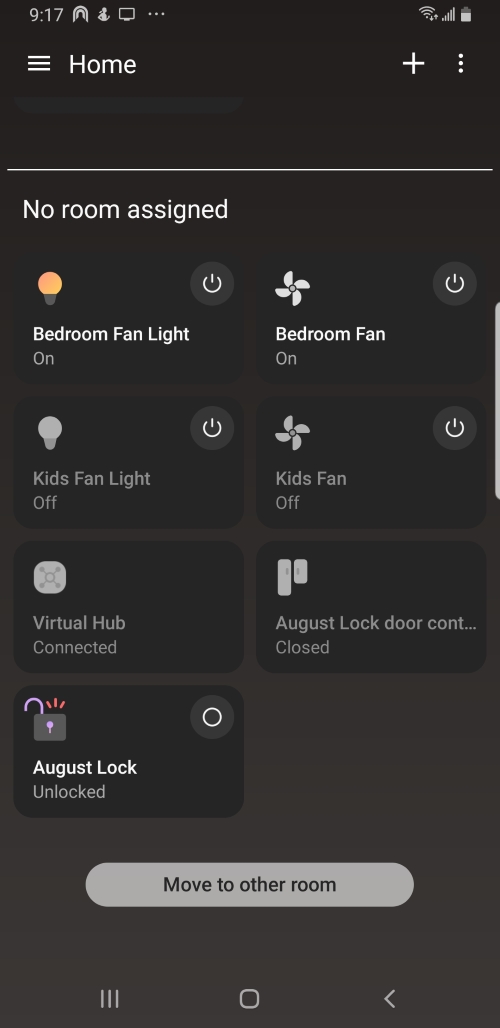 9:17
Home
No room assigned
Bedroom Fan Light
On
Bedroom Fan
On
Kids Fan Light
Off
Kids Fan
Off
Virtual Hub
Connected
August Lock door cont...
Closed
August Lock
Unlocked
Move to other room